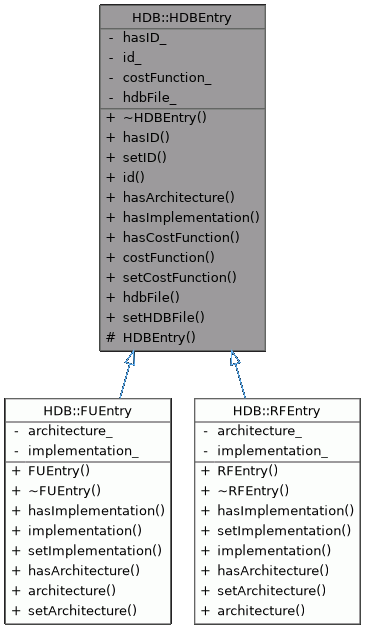 HDB::HDBEntry
- hasID_
- id_
- costFunction_
- hdbFile_
+ ~HDBEntry()
+ hasID()
+ setID()
+ id()
+ hasArchitecture()
+ hasImplementation()
+ hasCostFunction()
+ costFunction()
+ setCostFunction()
+ hdbFile()
+ setHDBFile()
# HDBEntry()
HDB::FUEntry
- architecture_
- implementation_
+ FUEntry()
+ ~FUEntry()
+ hasImplementation()
+ implementation()
+ setImplementation()
+ hasArchitecture()
+ architecture()
+ setArchitecture()
HDB::RFEntry
- architecture_
- implementation_
+ RFEntry()
+ ~RFEntry()
+ hasImplementation()
+ setImplementation()
+ implementation()
+ hasArchitecture()
+ setArchitecture()
+ architecture()